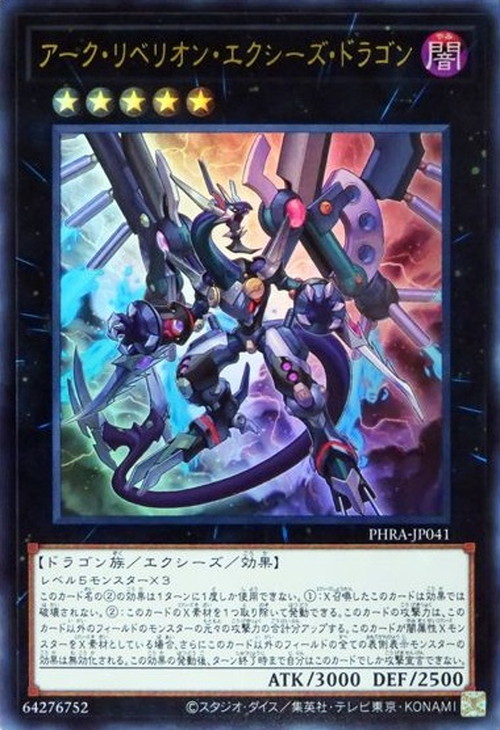 アーク・リベリオン・エクシーズ・ドラゴン
闇
PHRA-JP041
【ドラゴン族／エクシーズ／効果】
レベル5モンスター×3
このカード名の②の効果は1ターンに1度しか使用できない。①：X召喚したこのカードは効果では
破壊されない。②：このカードのX素材を1つ取り除いて発動できる。このカードの攻撃力は、この
カード以外のフィールドのモンスターの元々の攻撃力の合計分アップする。このカードが闇属性Xモン
スターをX素材としている場合、さらにこのカード以外のフィールドの全ての表側表示モンスターの
効果は無効化される。この効果の発動後、ターン終了時まで自分はこのカードでしか攻撃宣言できない。
ATK/3000 DEF/2500
64276752
©スタジオ・ダイス／集英社・テレビ東京・KONAMI